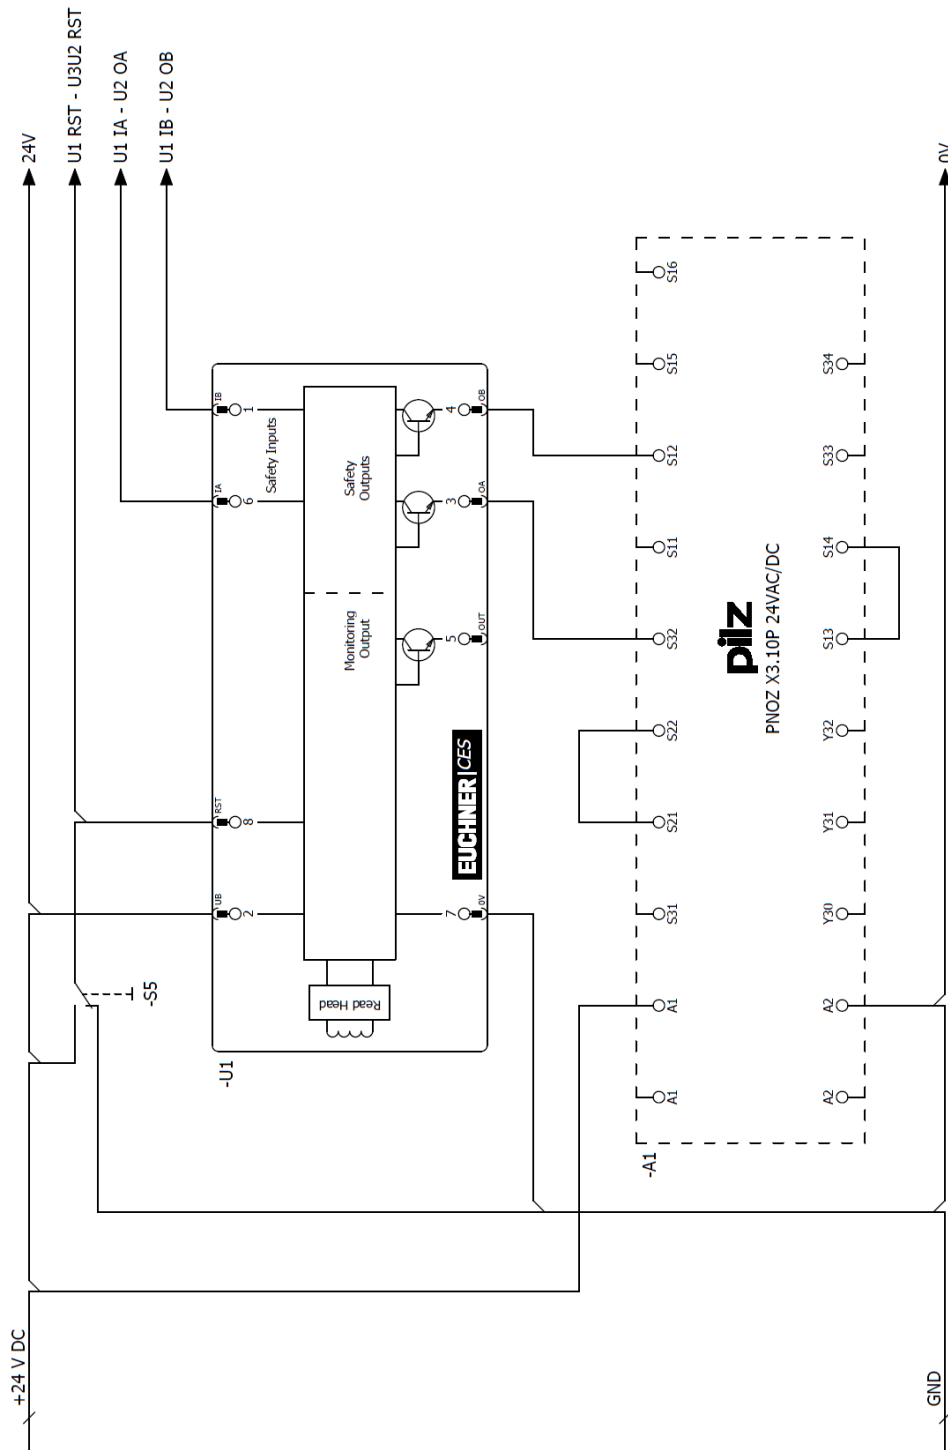 +24 V DC
24V
U1 RST - U3U2 RST
U1 IA - U2 OA
U1 IB - U2 OB
-S5
-U1
UB RST IA IB
2 8 6 1
Safety Inputs
Read Head
Monitoring
Output
Safety
Outputs
EUCHNER|CES
7 5 3 4
0V OUT OA OB
-A1
A1 A1 S31 S21 S22 S32 S11 S12 S15 S16
pilz
PNOZ X3.10P 24VAC/DC
A2 A2 Y30 Y31 Y32 S13 S14 S33 S34
GND
0V